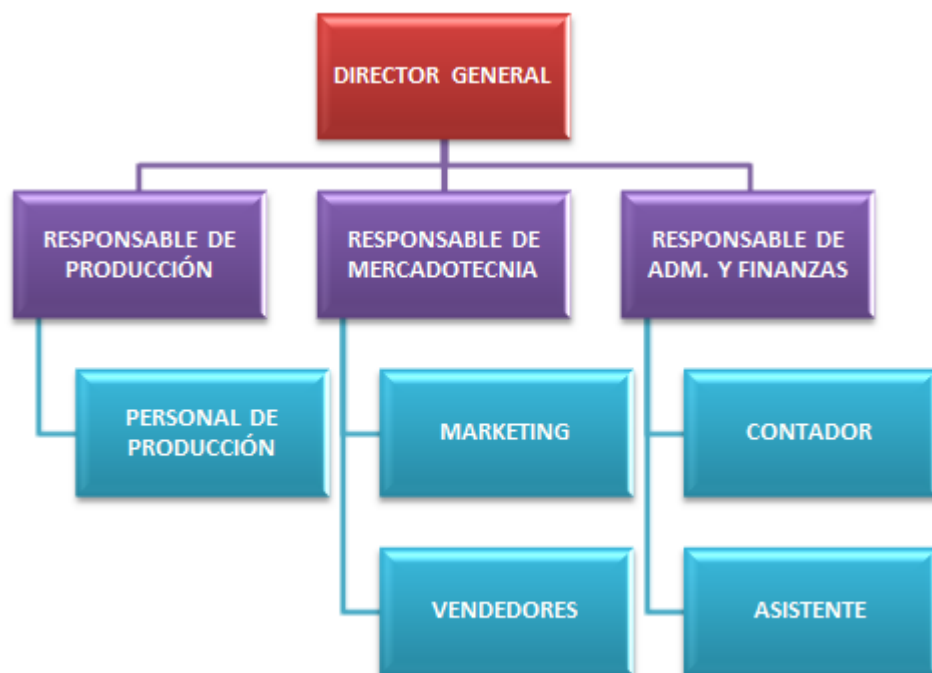 DIRECTOR GENERAL
RESPONSABLE DE
PRODUCCIÓN
RESPONSABLE DE
MERCADOTECNIA
RESPONSABLE DE
ADM. Y FINANZAS
PERSONAL DE
PRODUCCIÓN
MARKETING
CONTADOR
VENDEDORES
ASISTENTE